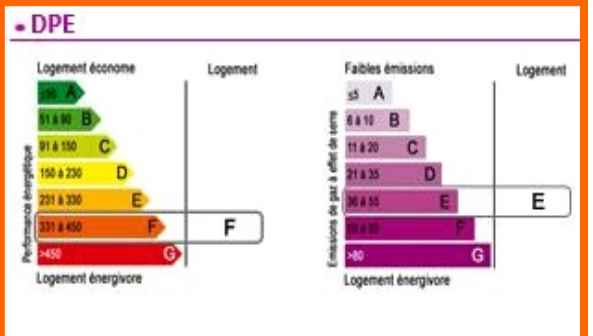 DPE
Logement économe
Logement
≤50 A
51 à 90 B
91 à 150 C
150 à 230 D
231 à 330 E
331 à 450 F
F
>450 G
Performance énergétique
Logement énergivore
Faibles émissions
Logement
≤5 A
6 à 10 B
11 à 20 C
21 à 35 D
36 à 55 E
E
F
>80 G
Emissions de gaz à effet de serre
Logement énergivore